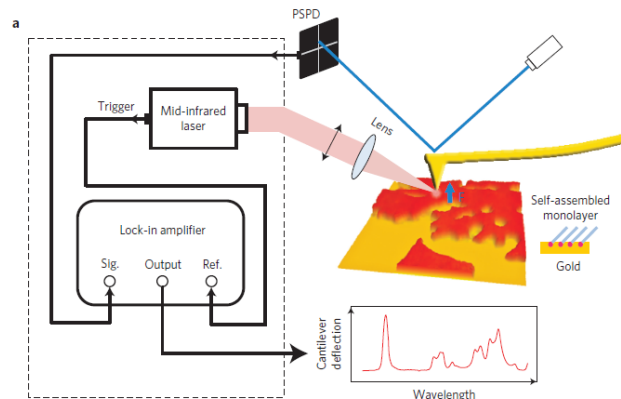 a
PSPD
Trigger
Mid-infrared
laser
Lens
Lock-in amplifier
Sig.
Output
Ref.
Self-assembled
monolayer
Gold
Cantilever
deflection
Wavelength